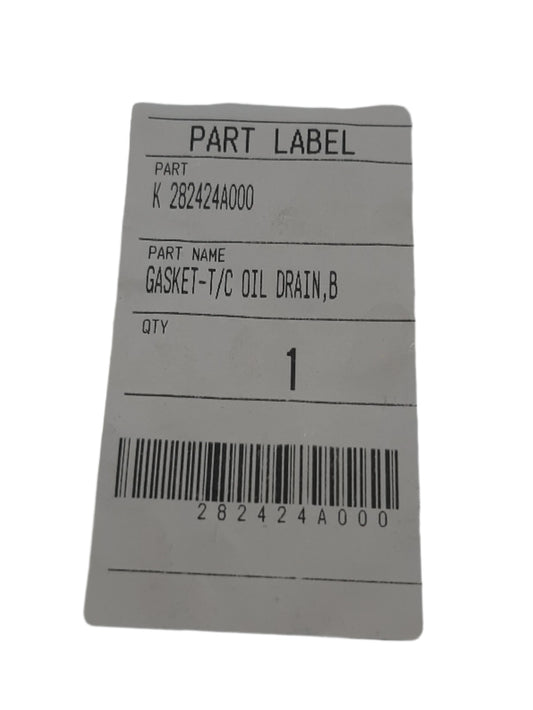 PART LABEL
PART
K 282424A000
PART NAME
GASKET-T/C OIL DRAIN,B
QTY
1
282424A000